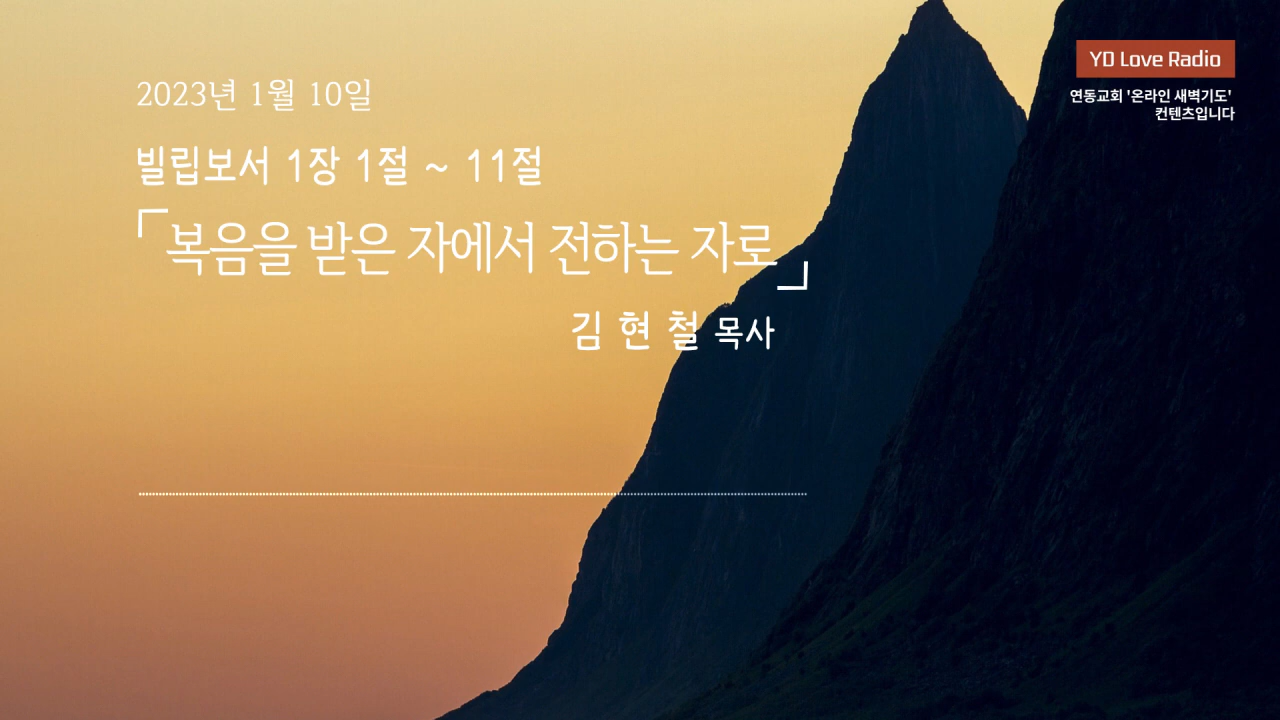 2023년 1월 10일
빌립보서 1장 1절 ~ 11절
「복음을 받은 자에서 전하는 자로」
김 현 철 목사
YD Love Radio
연동교회 '온라인 새벽기도'
컨텐츠입니다